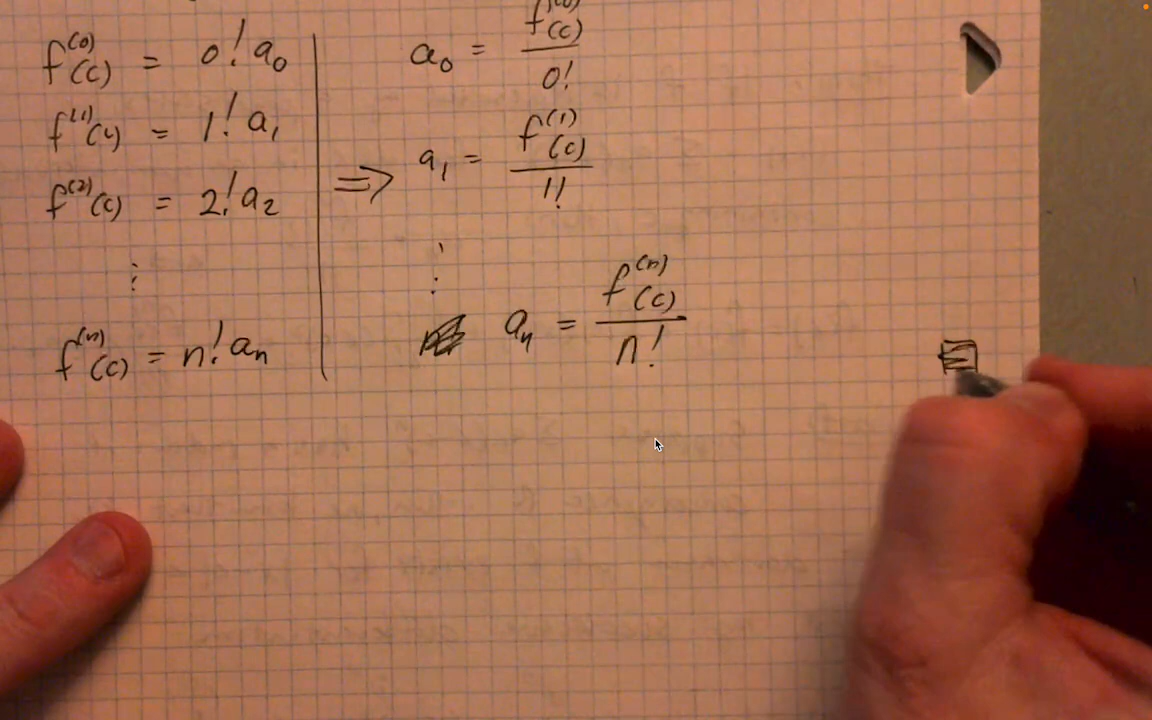 f^(0)(c) = 0! a_0
f^(1)(c) = 1! a_1
f^(2)(c) = 2! a_2
⋮
f^(n)(c) = n! a_n
⇒
a_0 = f^(0)(c) / 0!
a_1 = f^(1)(c) / 1!
⋮
a_n = f^(n)(c) / n!